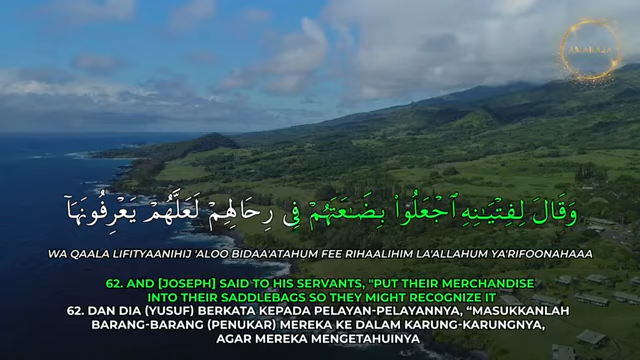 وَقَالَ لِفِتْيَـٰنِهِ ٱجْعَلُوا۟ بِضَـٰعَتَهُمْ فِى رِحَالِهِمْ لَعَلَّهُمْ يَعْرِفُونَهَآ
WA QAALA LIFITYAANIHIJ 'ALOO BIDAA'ATAHUM FEE RIHAALIHIM LA'ALLAHUM YA'RIFOONAHAAA
62. AND [JOSEPH] SAID TO HIS SERVANTS, "PUT THEIR MERCHANDISE
INTO THEIR SADDLEBAGS SO THEY MIGHT RECOGNIZE IT
62. DAN DIA (YUSUF) BERKATA KEPADA PELAYAN-PELAYANNYA, “MASUKKANLAH
BARANG-BARANG (PENUKAR) MEREKA KE DALAM KARUNG-KARUNGNYA,
AGAR MEREKA MENGETAHUINYA